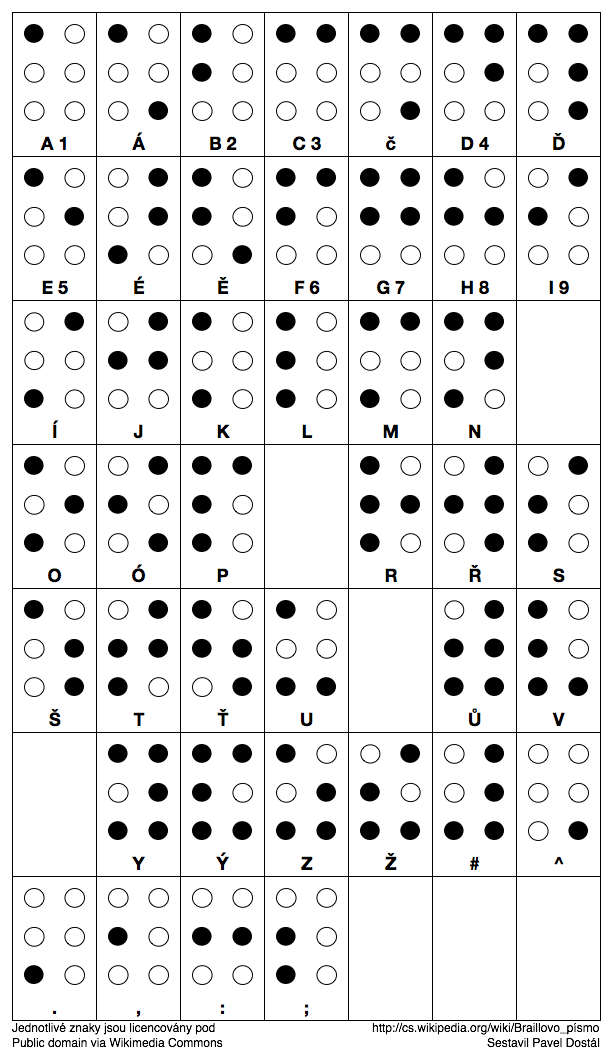 A 1 Á B 2 C 3 č D 4 Ď
E 5 É Ě F 6 G 7 H 8 I 9
Í J K L M N
O Ó P R Ř S
Š T Ť U Ů V
Y Ý Z Ž # ^
. , : ;
Jednotlivé znaky jsou licencovány pod
Public domain via Wikimedia Commons
http://cs.wikipedia.org/wiki/Braillovo_písmo
Sestavil Pavel Dostál